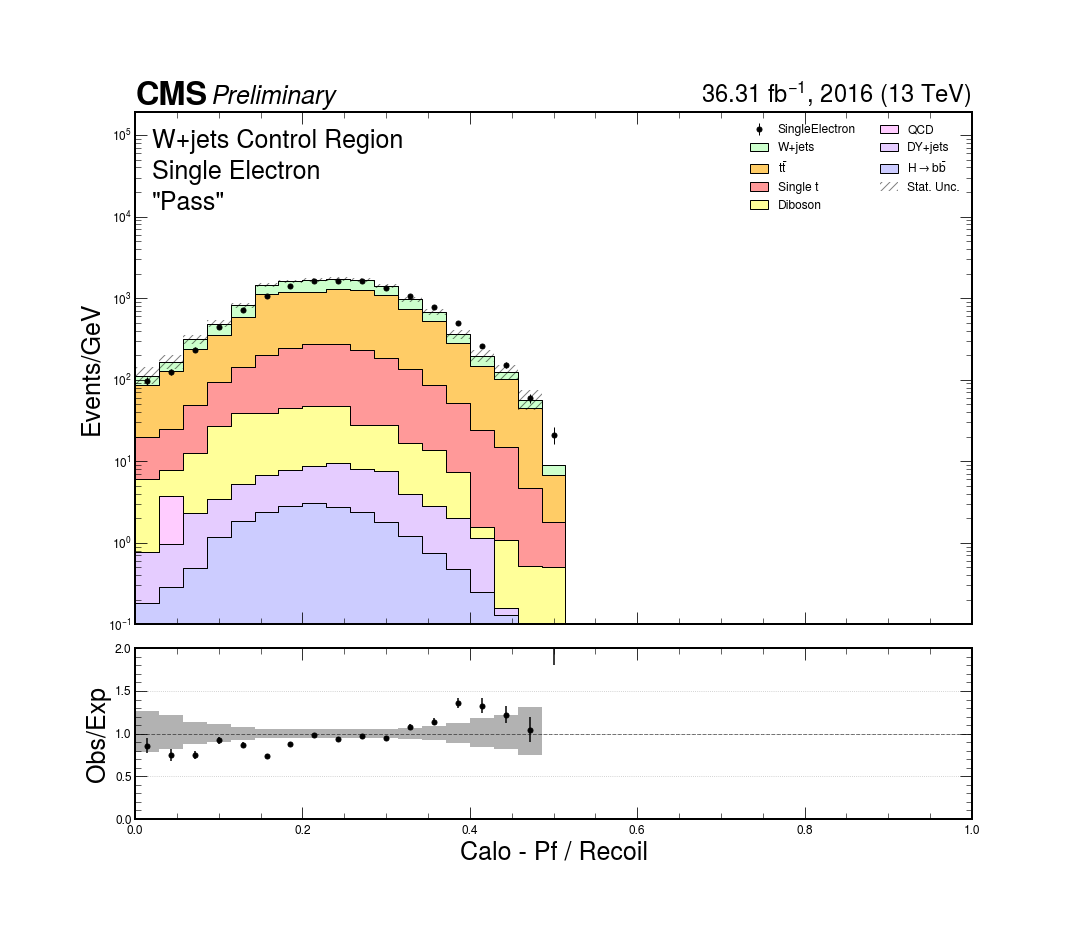 CMS Preliminary
36.31 fb⁻¹, 2016 (13 TeV)
W+jets Control Region
Single Electron
"Pass"
SingleElectron
W+jets
tt̄
Single t
Diboson
QCD
DY+jets
H→bb̄
Stat. Unc.
Events/GeV
10⁵
10⁴
10³
10²
10¹
10⁰
10⁻¹
Obs/Exp
2.0
1.5
1.0
0.5
0.0
0.0 0.2 0.4 0.6 0.8 1.0
Calo - Pf / Recoil